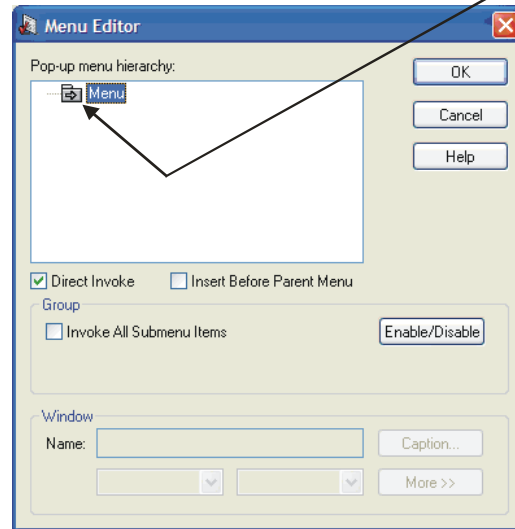 Menu Editor
Pop-up menu hierarchy:
OK
Menu
Cancel
Help
Direct Invoke Insert Before Parent Menu
Group
Invoke All Submenu Items Enable/Disable
Window
Name: Caption...
More >>